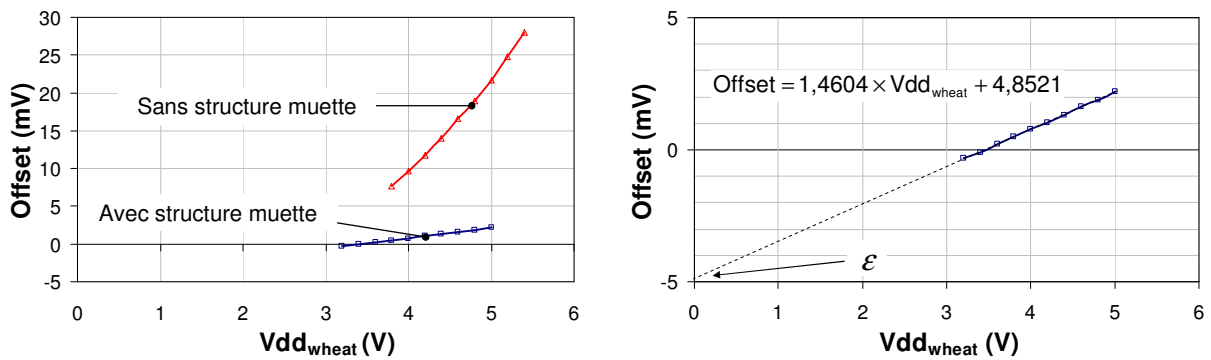 30
25
20
15
10
5
0
-5
Offset (mV)
Sans structure muette
Avec structure muette
0 1 2 3 4 5 6
Vdd_wheat (V)
5
0
-5
Offset (mV)
Offset = 1,4604 × Vdd_wheat + 4,8521
ε
0 1 2 3 4 5 6
Vdd_wheat (V)